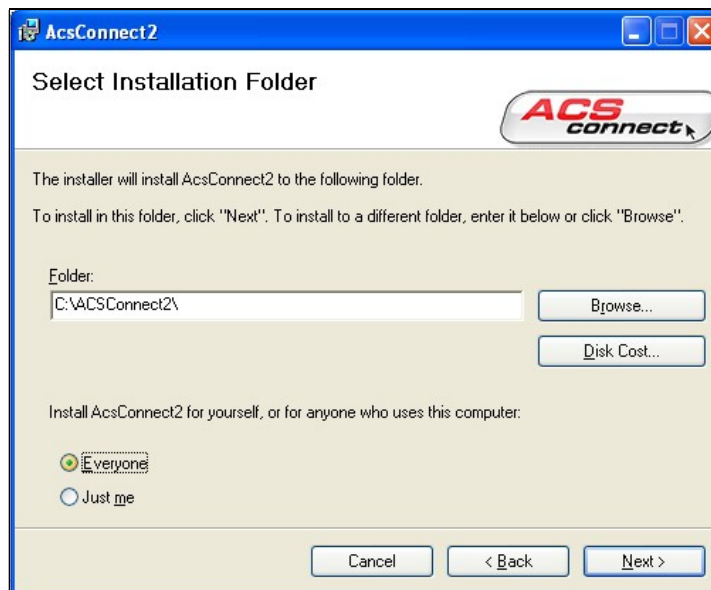 AcsConnect2
Select Installation Folder
ACS
connect
The installer will install AcsConnect2 to the following folder.
To install in this folder, click "Next". To install to a different folder, enter it below or click "Browse".
Folder:
C:\ACSConnect2\
Browse...
Disk Cost...
Install AcsConnect2 for yourself, or for anyone who uses this computer:
Everyone
Just me
Cancel
< Back
Next >